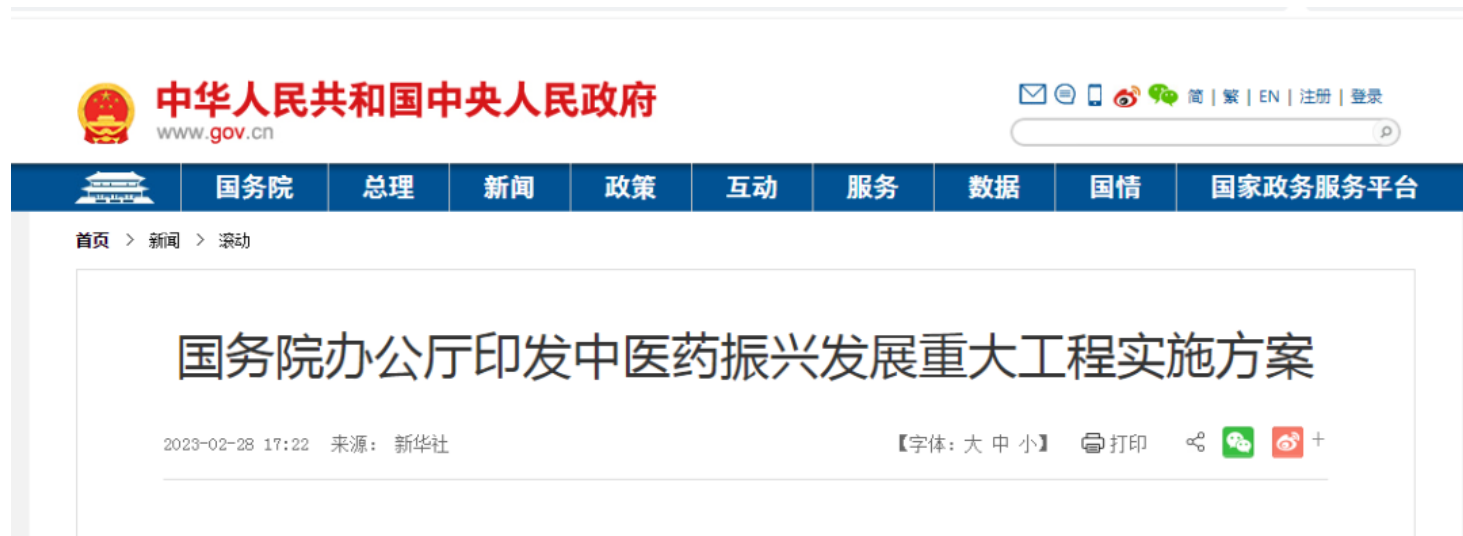 中华人民共和国中央人民政府
www.gov.cn
简 | 繁 | EN | 注册 | 登录
国务院 总理 新闻 政策 互动 服务 数据 国情 国家政务服务平台
首页 > 新闻 > 滚动
国务院办公厅印发中医药振兴发展重大工程实施方案
2023-02-28 17:22 来源： 新华社 【字体：大 中 小】 打印 +